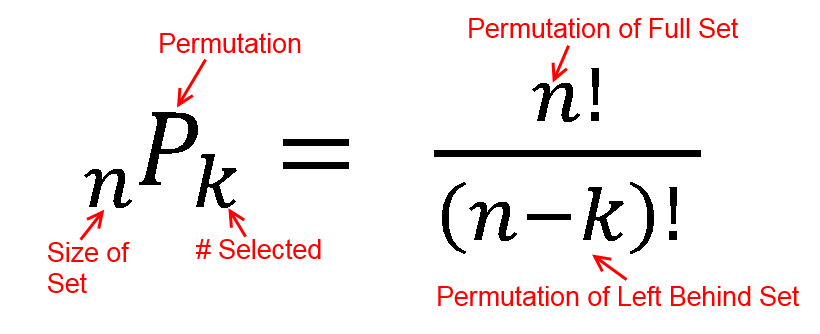 Permutation
Permutation of Full Set
nPk = n!
(n−k)!
Size of
Set
# Selected
Permutation of Left Behind Set